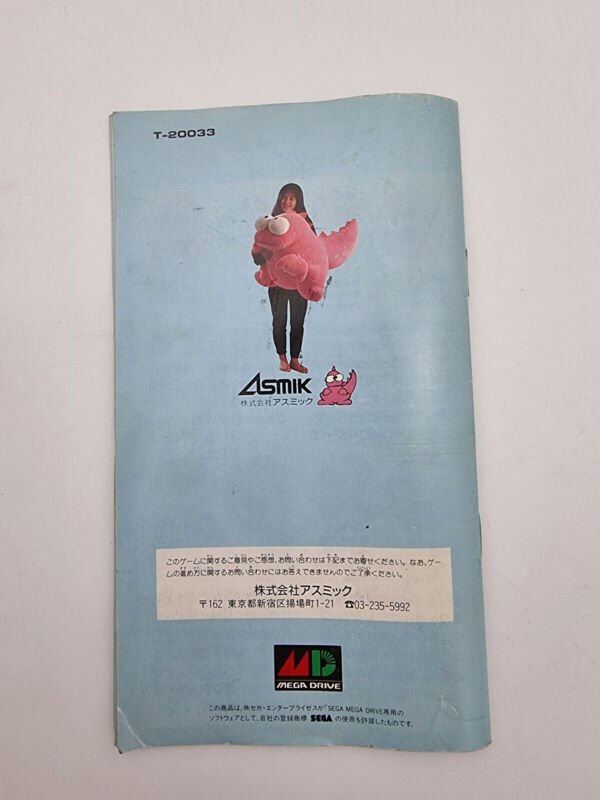 T-20033
ASMIK
株式会社アスミック
このゲームに関するご意見やご感想、お問い合わせは下記までお寄せください。なお、ゲー
ムの進め方に関するお問い合わせにはお答えできませんのでご了承ください。
株式会社アスミック
〒162 東京都新宿区揚場町1-21 ☎03-235-5992
MD
MEGA DRIVE
この商品は、㈱セガ・エンタープライゼスが「SEGA MEGA DRIVE専用の
ソフトウェアとして、自社の登録商標 SEGA の使用を許諾したものです。